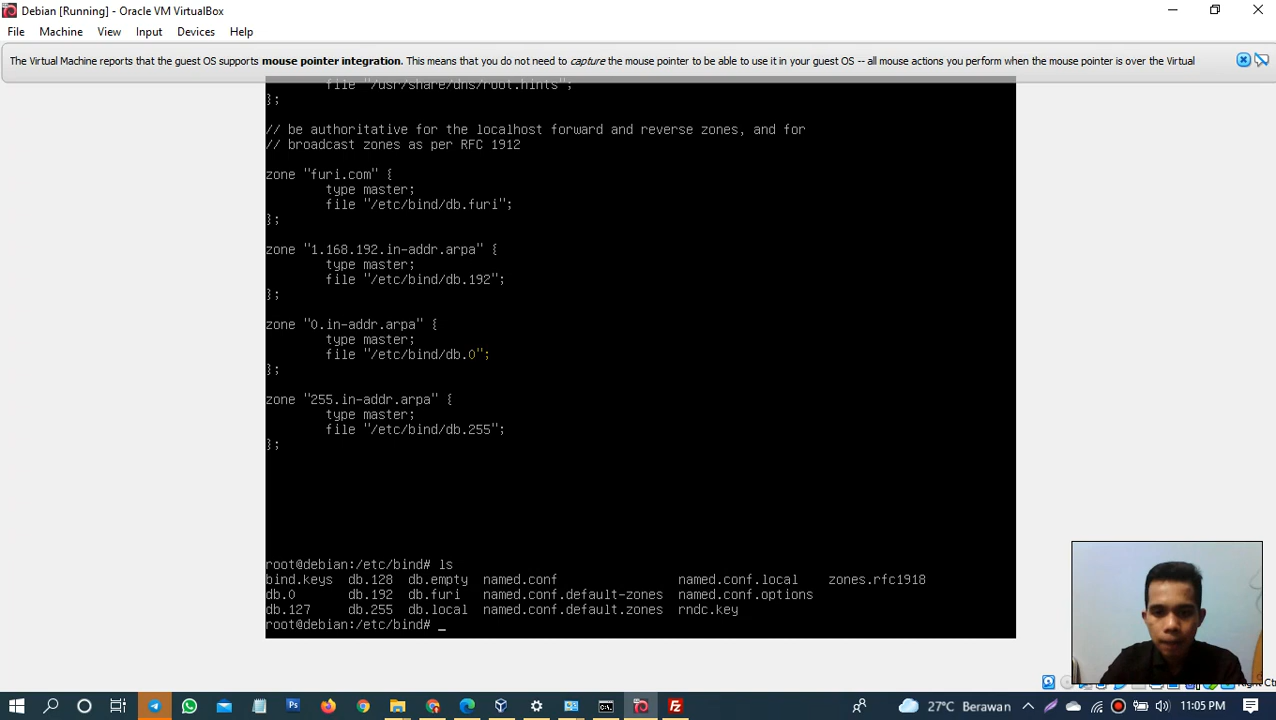 Debian [Running] - Oracle VM VirtualBox
File Machine View Input Devices Help
The Virtual Machine reports that the guest OS supports mouse pointer integration. This means that you do not need to capture the mouse pointer to be able to use it in your guest OS -- all mouse actions you perform when the mouse pointer is over the Virtual
file "/usr/share/dns/root.hints";
};
// be authoritative for the localhost forward and reverse zones, and for
// broadcast zones as per RFC 1912
zone "furi.com" {
type master;
file "/etc/bind/db.furi";
};
zone "1.168.192.in-addr.arpa" {
type master;
file "/etc/bind/db.192";
};
zone "0.in-addr.arpa" {
type master;
file "/etc/bind/db.0";
};
zone "255.in-addr.arpa" {
type master;
file "/etc/bind/db.255";
};
root@debian:/etc/bind# ls
bind.keys db.128 db.empty named.conf named.conf.local zones.rfc1918
db.0 db.192 db.furi named.conf.default-zones named.conf.options
db.127 db.255 db.local named.conf.default.zones rndc.key
root@debian:/etc/bind# _
Right Ctrl
27°C Berawan 11:05 PM